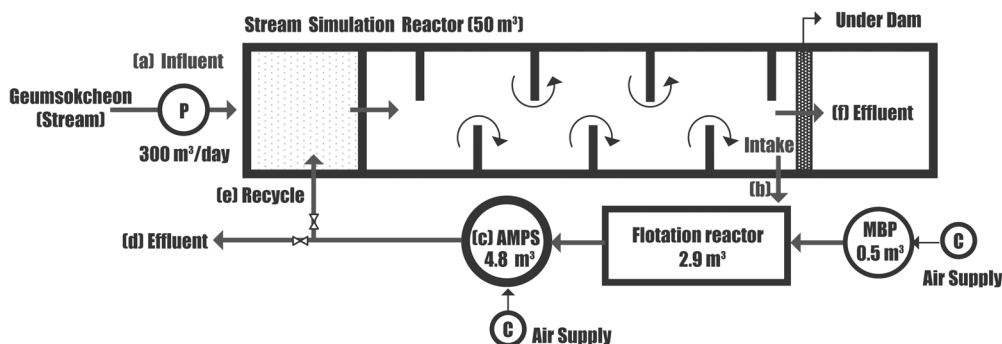 Stream Simulation Reactor (50 m³)
Under Dam
(a) Influent
Geumsokcheon
(Stream)
P
300 m³/day
(f) Effluent
Intake
(b)
(e) Recycle
(d) Effluent
(c) AMPS
4.8 m³
Flotation reactor
2.9 m³
MBP
0.5 m³
C
Air Supply
C
Air Supply